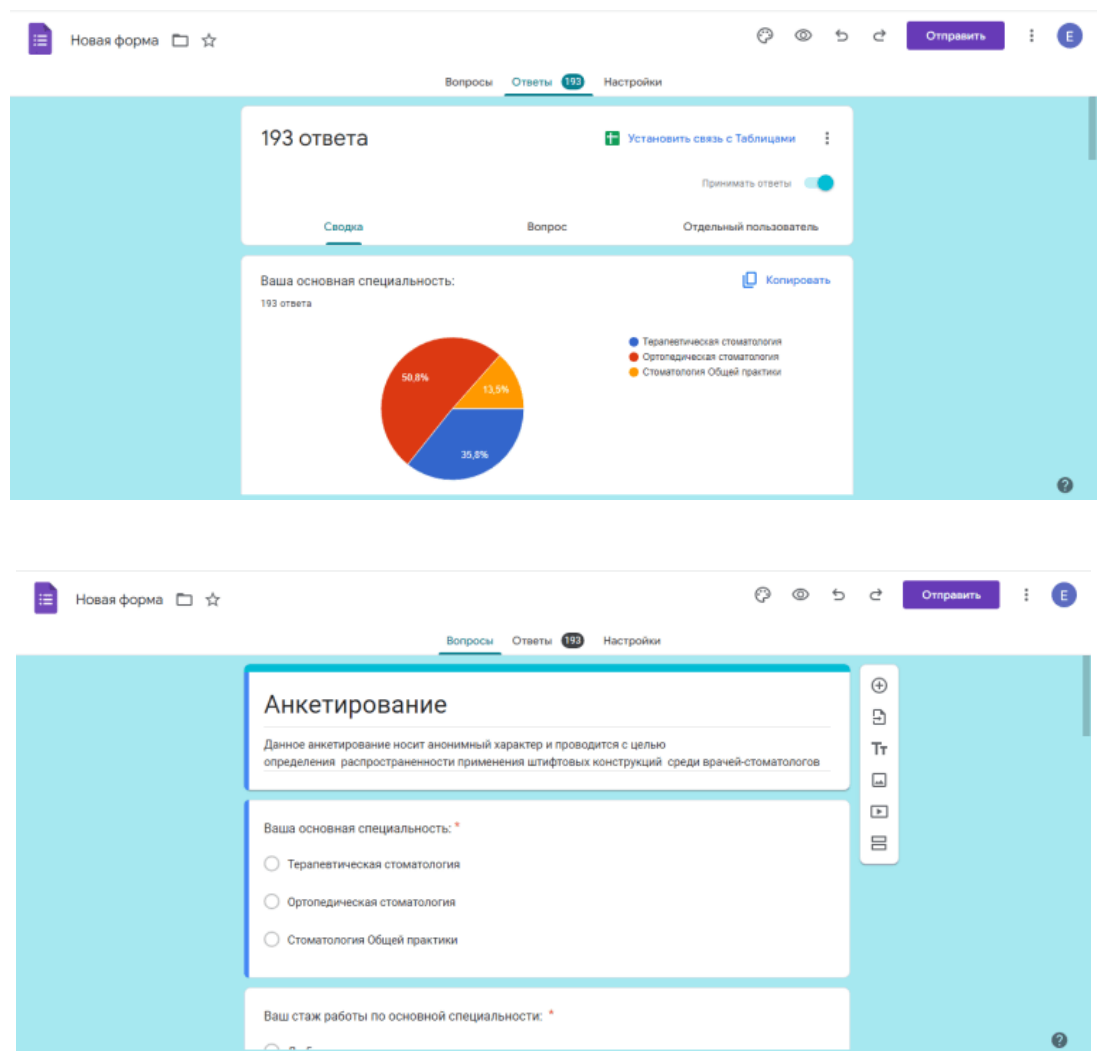 Новая форма
Отправить
E
Вопросы Ответы 193 Настройки
193 ответа
Установить связь с Таблицами
Принимать ответы
Сводка Вопрос Отдельный пользователь
Ваша основная специальность:
Копировать
193 ответа
Терапевтическая стоматология
Ортопедическая стоматология
Стоматология Общей практики
50,8%
13,5%
35,8%
Новая форма
Отправить
E
Вопросы Ответы 193 Настройки
Анкетирование
Данное анкетирование носит анонимный характер и проводится с целью
определения распространенности применения штифтовых конструкций среди врачей-стоматологов
Ваша основная специальность: *
Терапевтическая стоматология
Ортопедическая стоматология
Стоматология Общей практики
Ваш стаж работы по основной специальности: *